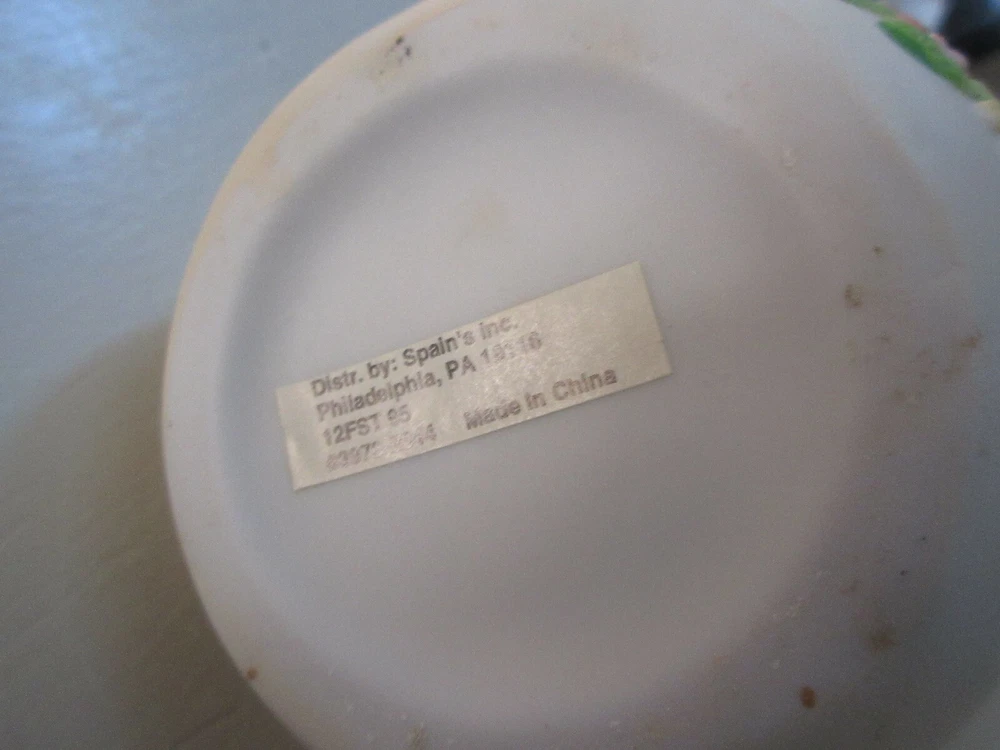 Distr. by: Spain's Inc.
Philadelphia, PA
12FST 95
Made in China